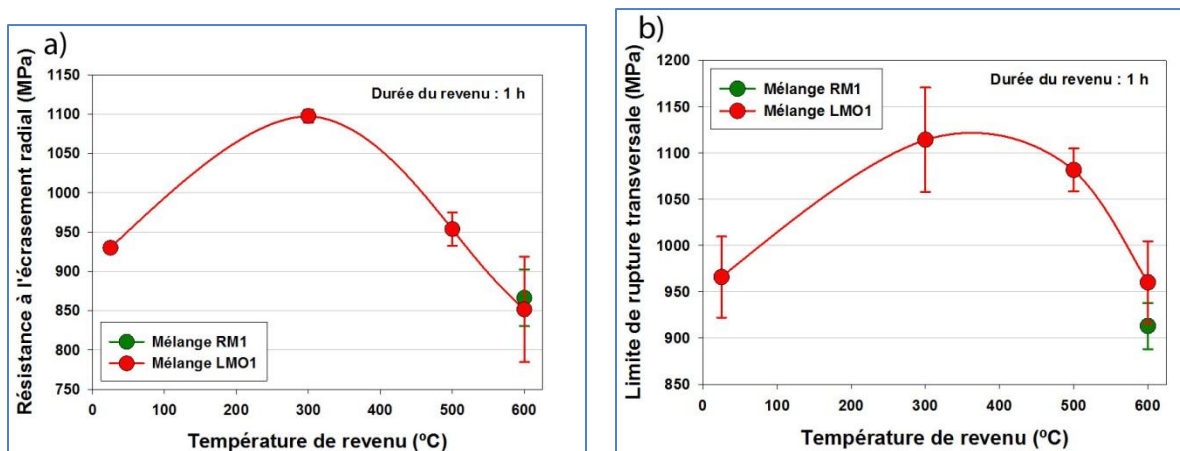 a)
Résistance à l'écrasement radial (MPa)
1150
1100
1050
1000
950
900
850
800
750
Durée du revenu : 1 h
Mélange RM1
Mélange LMO1
0 100 200 300 400 500 600
Température de revenu (ºC)
b)
Limite de rupture transversale (MPa)
1200
1150
1100
1050
1000
950
900
850
Mélange RM1
Mélange LMO1
Durée du revenu : 1 h
0 100 200 300 400 500 600
Température de revenu (ºC)